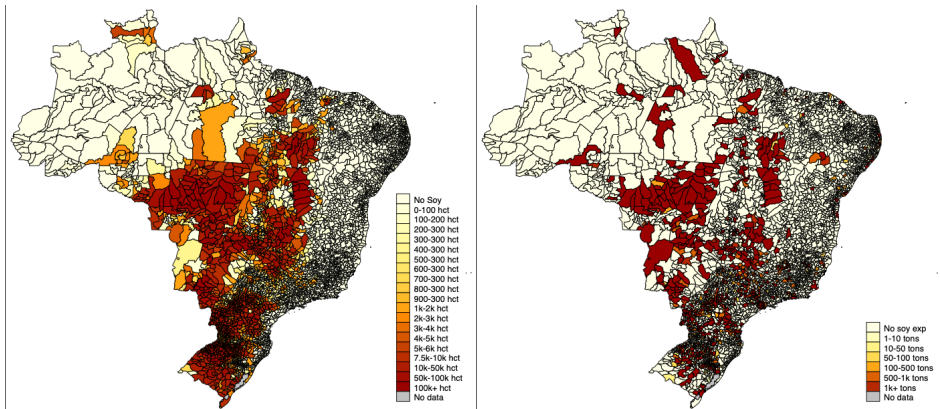 No Soy
0-100 hct
100-200 hct
200-300 hct
300-300 hct
400-300 hct
500-300 hct
600-300 hct
700-300 hct
800-300 hct
900-300 hct
1k-2k hct
2k-3k hct
3k-4k hct
4k-5k hct
5k-6k hct
7.5k-10k hct
10k-50k hct
50k-100k hct
100k+ hct
No data
No soy exp
1-10 tons
10-50 tons
50-100 tons
100-500 tons
500-1k tons
1k+ tons
No data